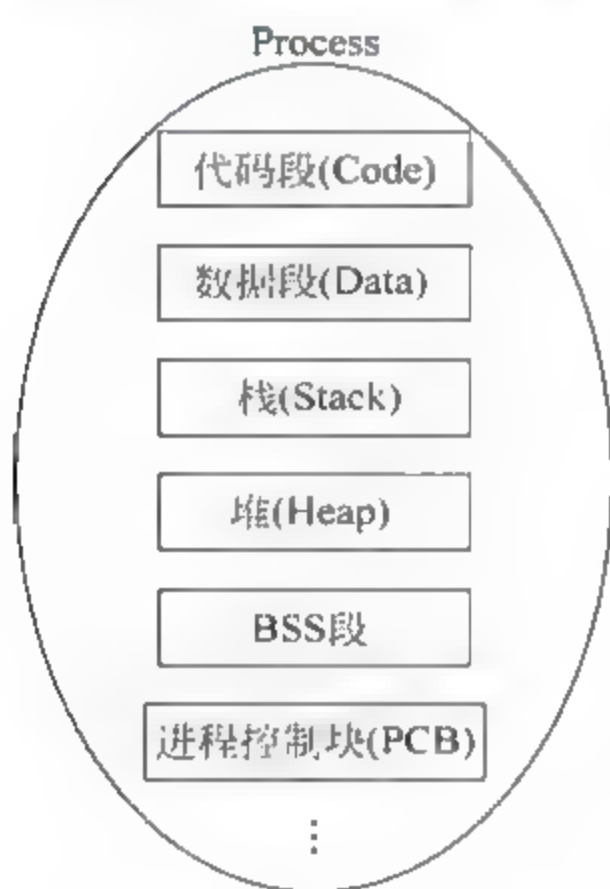 Process
代码段(Code)
数据段(Data)
栈(Stack)
堆(Heap)
BSS段
进程控制块(PCB)
⋮